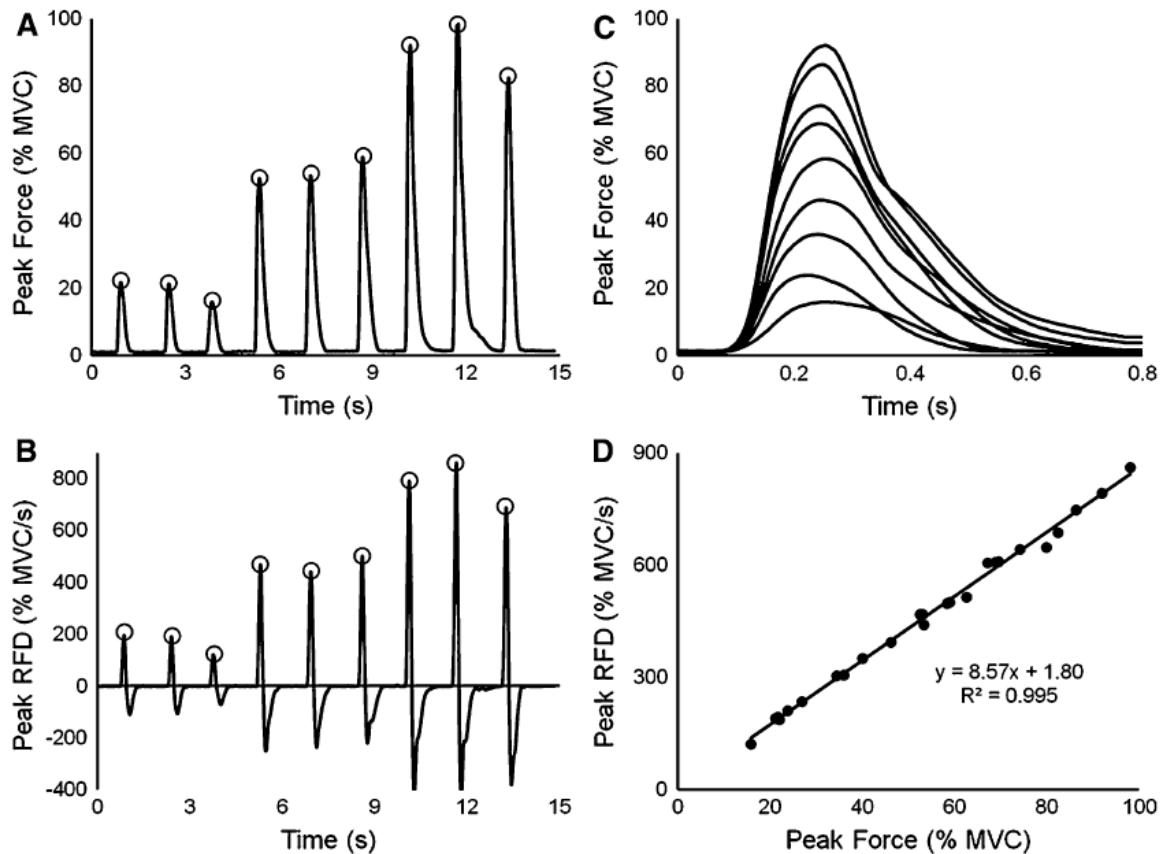 A
Peak Force (% MVC)
100
80
60
40
20
0
0 3 6 9 12 15
Time (s)
C
Peak Force (% MVC)
100
80
60
40
20
0
0 0.2 0.4 0.6 0.8
Time (s)
B
Peak RFD (% MVC/s)
800
600
400
200
0
-200
-400
0 3 6 9 12 15
Time (s)
D
Peak RFD (% MVC/s)
900
600
300
0
y = 8.57x + 1.80
R² = 0.995
0 20 40 60 80 100
Peak Force (% MVC)